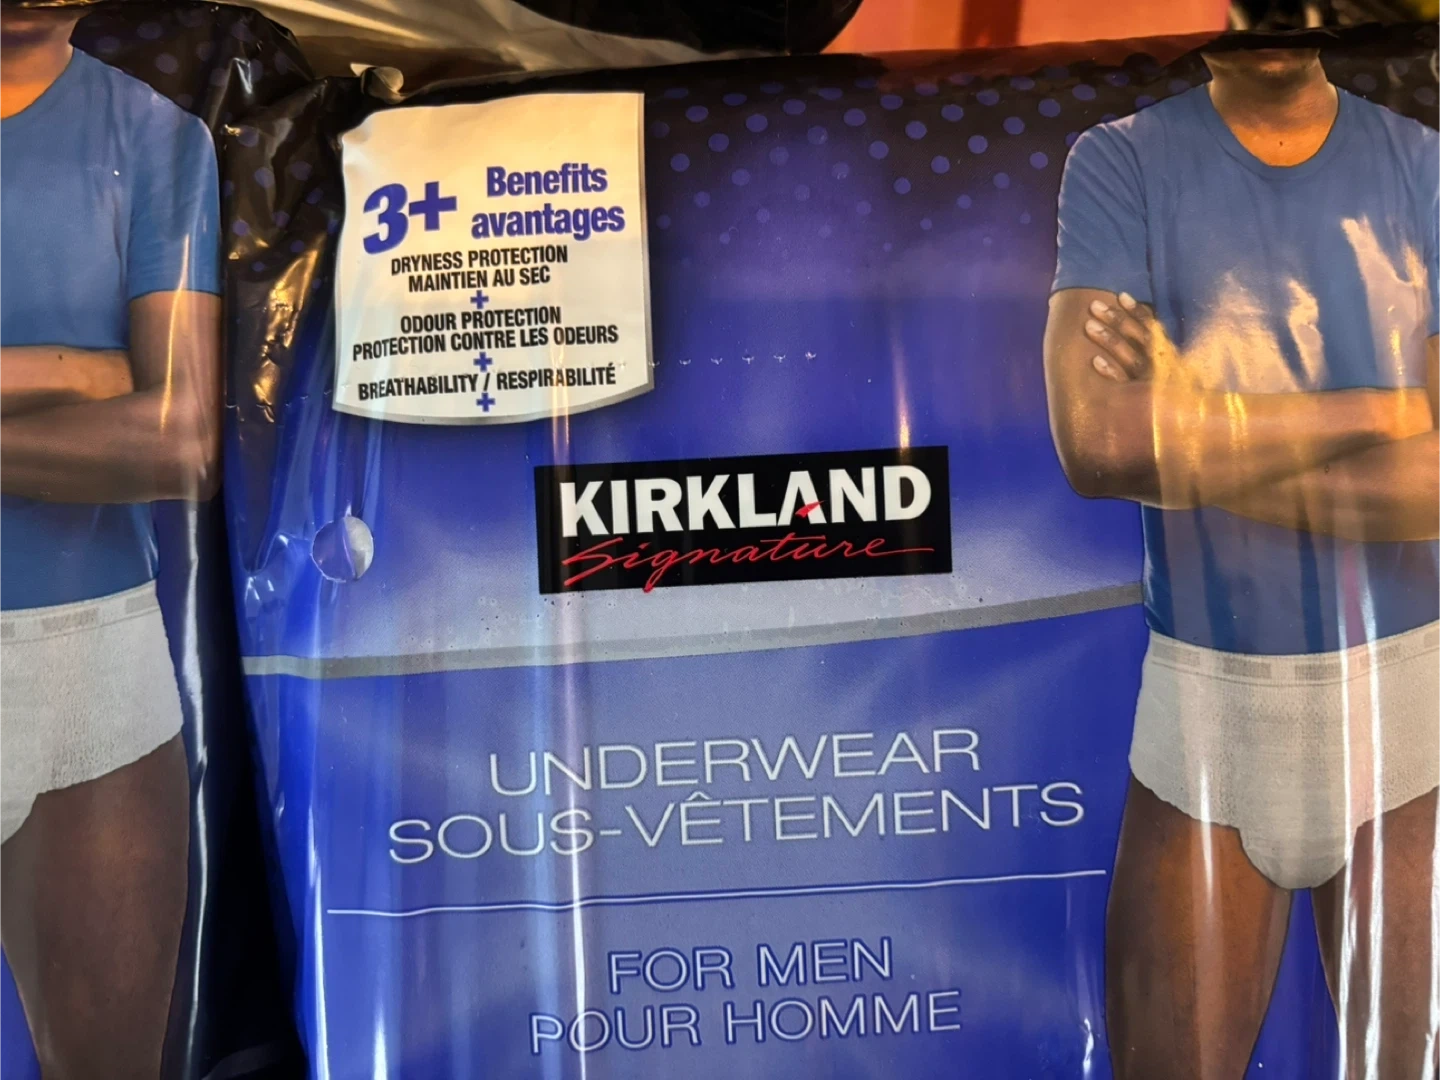 3+ Benefits
avantages
DRYNESS PROTECTION
MAINTIEN AU SEC
+
ODOUR PROTECTION
PROTECTION CONTRE LES ODEURS
+
BREATHABILITY / RESPIRABILITÉ
+
KIRKLAND
Signature
UNDERWEAR
SOUS-VÊTEMENTS
FOR MEN
POUR HOMME